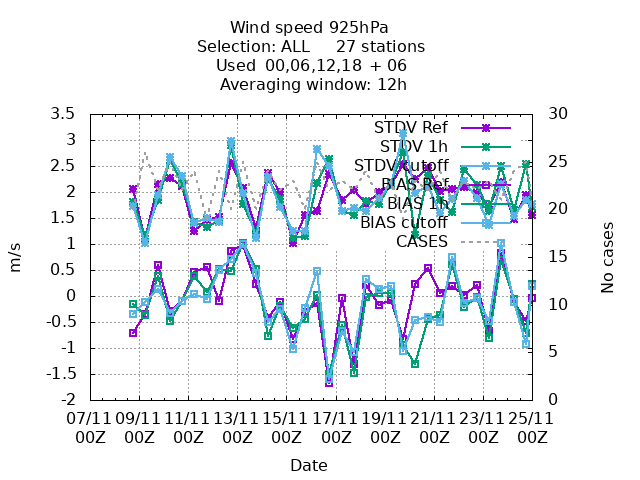 Wind speed 925hPa
Selection: ALL 27 stations
Used 00,06,12,18 + 06
Averaging window: 12h
3.5
3
2.5
2
1.5
1
0.5
0
-0.5
-1
-1.5
-2
m/s
30
25
20
15
10
5
0
No cases
STDV Ref
STDV 1h
STDV cutoff
BIAS Ref
BIAS 1h
BIAS cutoff
CASES
07/11 09/11 11/11 13/11 15/11 17/11 19/11 21/11 23/11 25/11
00Z 00Z 00Z 00Z 00Z 00Z 00Z 00Z 00Z 00Z
Date